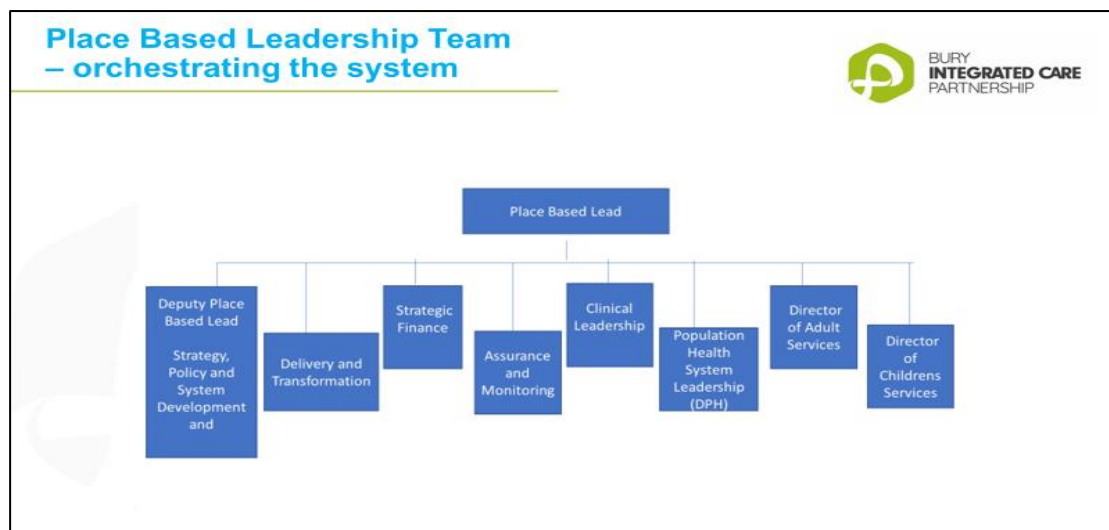 Place Based Leadership Team
– orchestrating the system
BURY
INTEGRATED CARE
PARTNERSHIP
Place Based Lead
Deputy Place
Based Lead
Strategy,
Policy and
System
Development
and
Delivery and
Transformation
Strategic
Finance
Assurance
and
Monitoring
Clinical
Leadership
Population
Health
System
Leadership
(DPH)
Director
of Adult
Services
Director
of
Childrens
Services